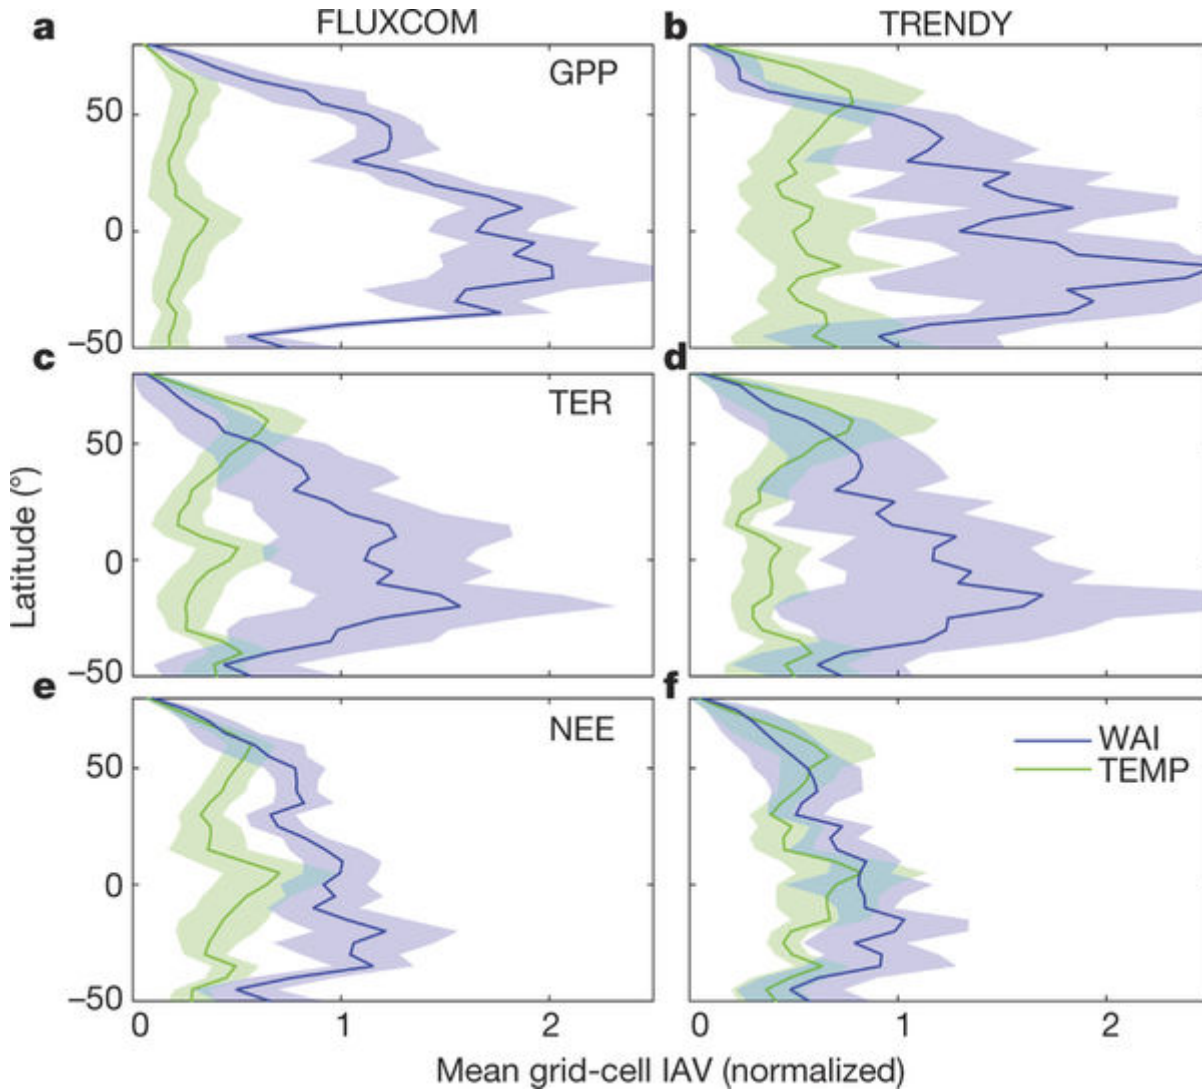 a FLUXCOM b TRENDY
GPP
50
0
−50
c d
TER
50
0
−50
Latitude (°)
e f
NEE
WAI
TEMP
50
0
−50
0 1 2 0 1 2
Mean grid-cell IAV (normalized)